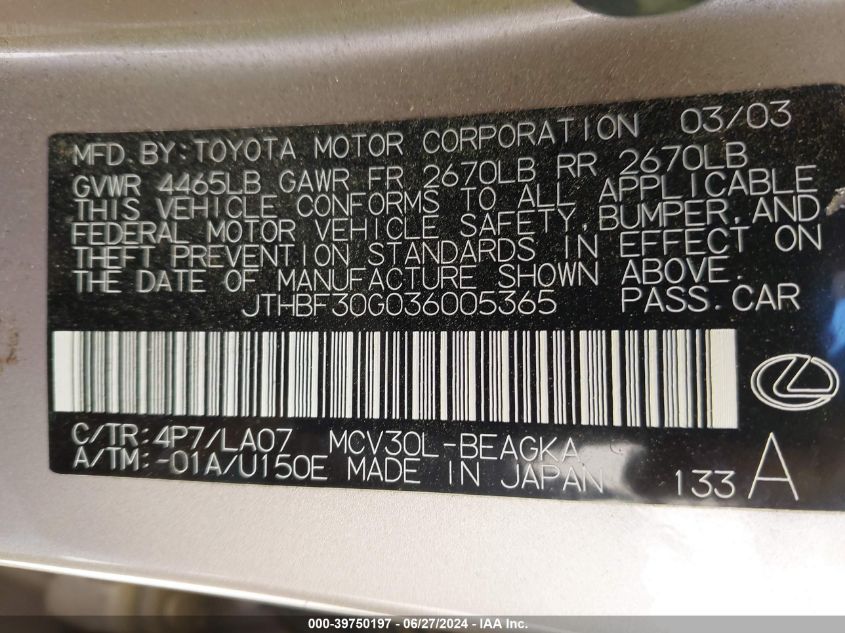 MFD. BY: TOYOTA MOTOR CORPORATION 03/03
GVWR 4465LB GAWR FR 2670LB RR 2670LB
THIS VEHICLE CONFORMS TO ALL APPLICABLE
FEDERAL MOTOR VEHICLE SAFETY, BUMPER, AND
THEFT PREVENTION STANDARDS IN EFFECT ON
THE DATE OF MANUFACTURE SHOWN ABOVE.
JTHBF30G036005365 PASS. CAR
C/TR: 4P7/LA07 MCV30L-BEAGKA
A/TM: -01A/U150E MADE IN JAPAN 133 A
000-39750197 - 06/27/2024 - IAA Inc.